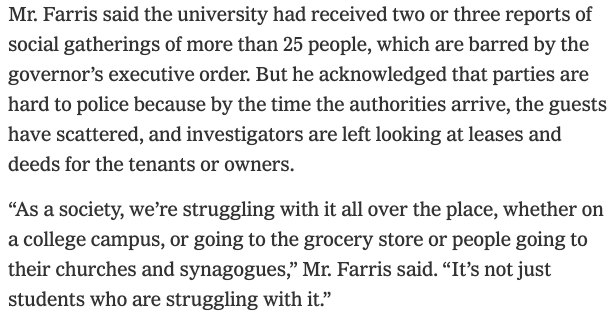 Mr. Farris said the university had received two or three reports of
social gatherings of more than 25 people, which are barred by the
governor’s executive order. But he acknowledged that parties are
hard to police because by the time the authorities arrive, the guests
have scattered, and investigators are left looking at leases and
deeds for the tenants or owners.
“As a society, we’re struggling with it all over the place, whether on
a college campus, or going to the grocery store or people going to
their churches and synagogues,” Mr. Farris said. “It’s not just
students who are struggling with it.”